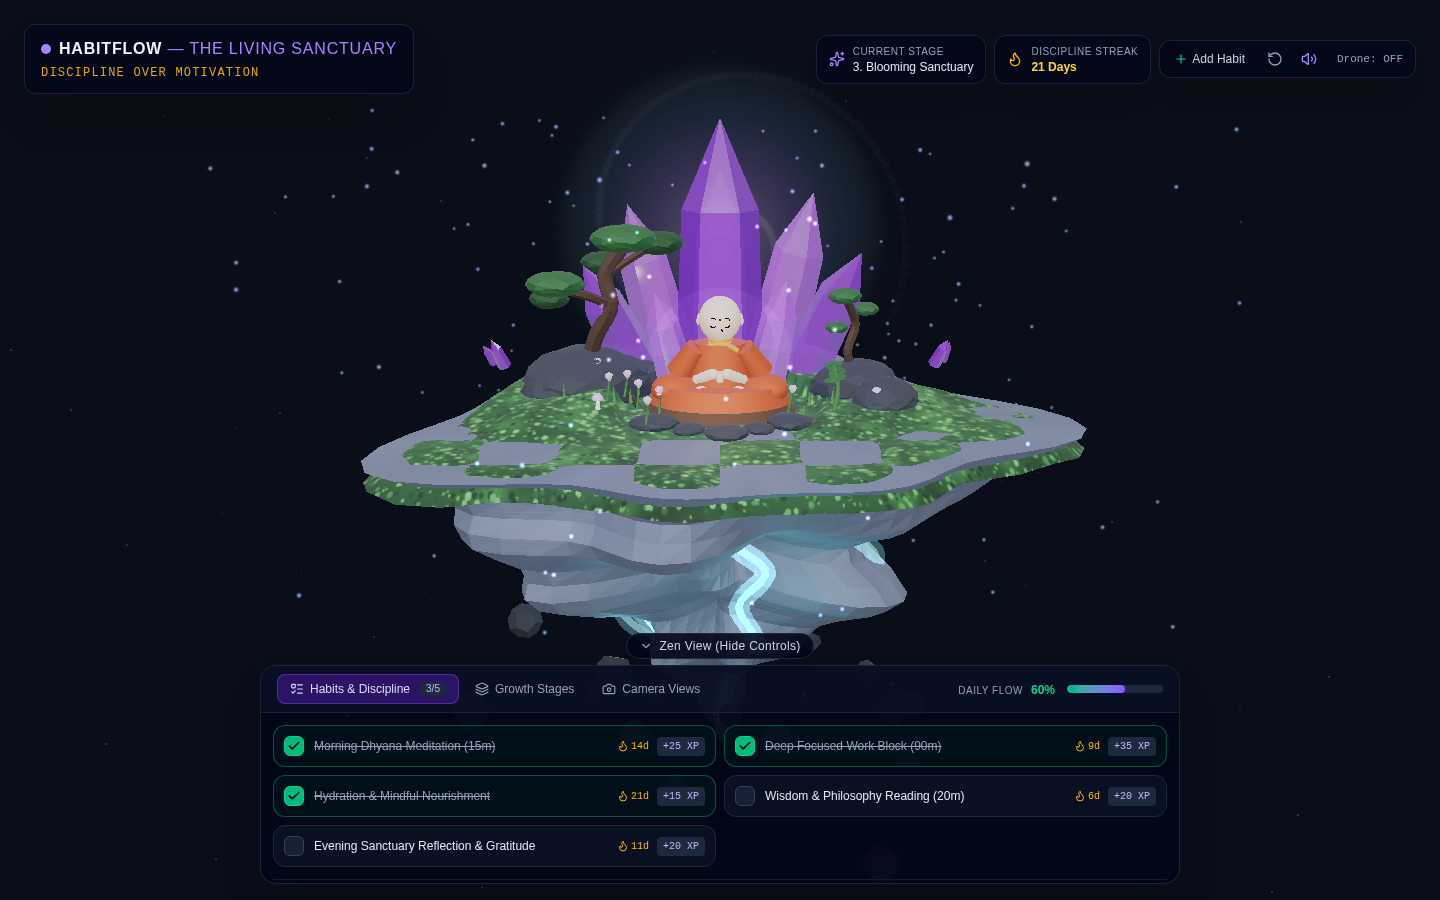 HABITFLOW — THE LIVING SANCTUARY
DISCIPLINE OVER MOTIVATION
CURRENT STAGE
3. Blooming Sanctuary
DISCIPLINE STREAK
21 Days
Add Habit
Drone: OFF
Zen View (Hide Controls)
Habits & Discipline 3/5
Growth Stages
Camera Views
DAILY FLOW 60%
Morning Dhyana Meditation (15m) 14d +25 XP
Deep Focused Work Block (90m) 9d +35 XP
Hydration & Mindful Nourishment 21d +15 XP
Wisdom & Philosophy Reading (20m) 6d +20 XP
Evening Sanctuary Reflection & Gratitude 11d +20 XP